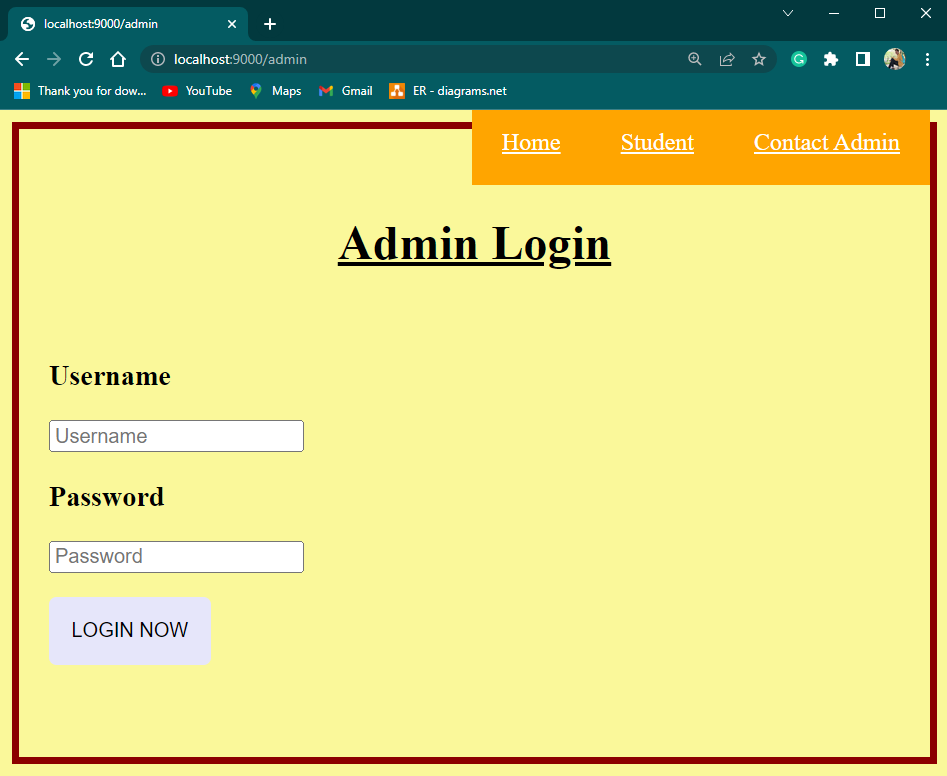 localhost:9000/admin
localhost:9000/admin
Thank you for dow... YouTube Maps Gmail ER - diagrams.net
Home Student Contact Admin
Admin Login
Username
Username
Password
Password
LOGIN NOW